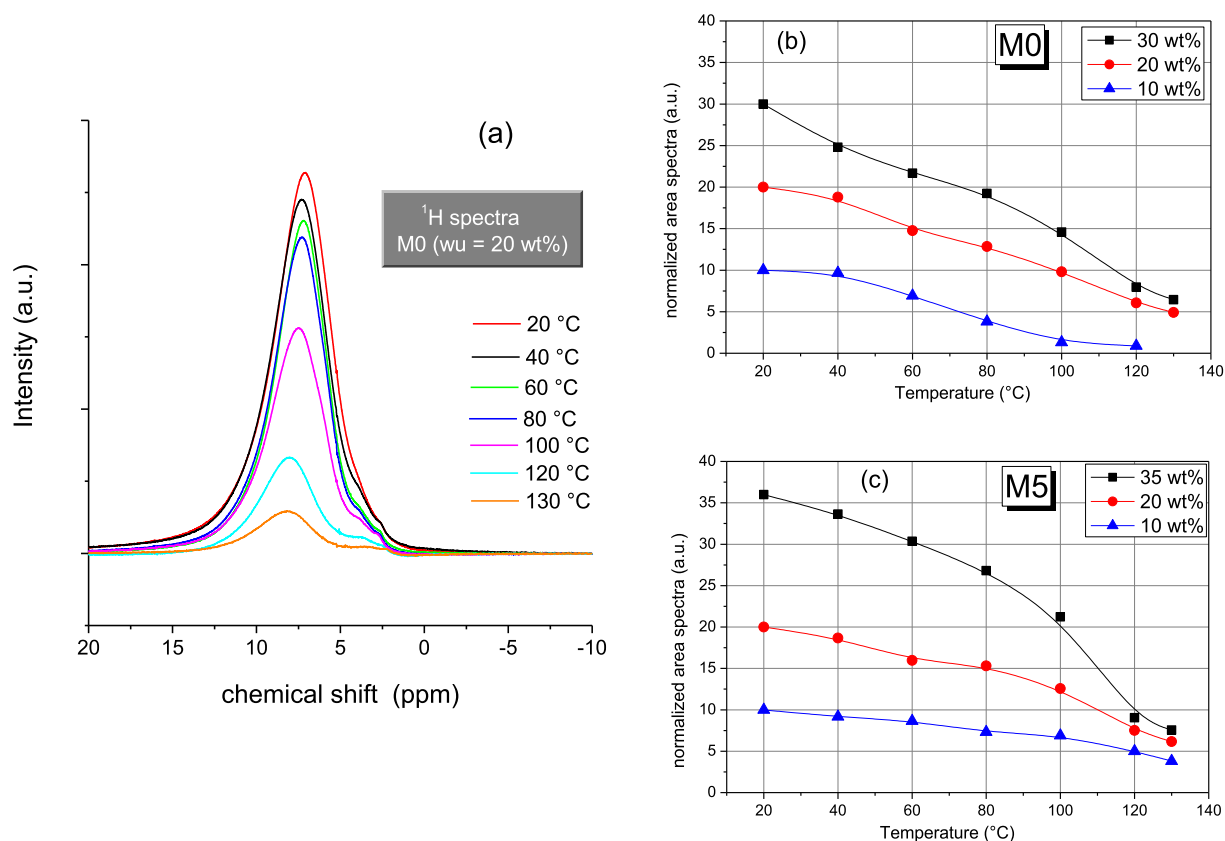 (a)
¹H spectra
M0 (wu = 20 wt%)
20 °C
40 °C
60 °C
80 °C
100 °C
120 °C
130 °C
Intensity (a.u.)
20 15 10 5 0 -5 -10
chemical shift (ppm)
(b)
M0
30 wt%
20 wt%
10 wt%
normalized area spectra (a.u.)
40
35
30
25
20
15
10
5
0
20 40 60 80 100 120 140
Temperature (°C)
(c)
M5
35 wt%
20 wt%
10 wt%
normalized area spectra (a.u.)
40
35
30
25
20
15
10
5
0
20 40 60 80 100 120 140
Temperature (°C)